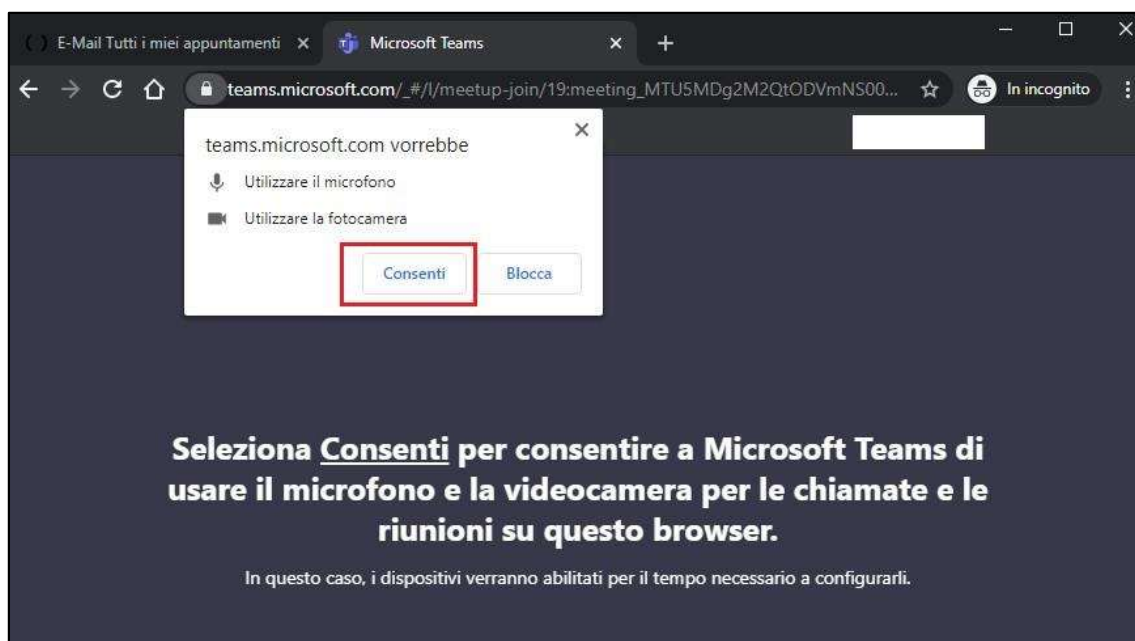 E-Mail Tutti i miei appuntamenti
Microsoft Teams
teams.microsoft.com/_#/l/meetup-join/19:meeting_MTU5MDg2M2QtODVmNS00...
In incognito
teams.microsoft.com vorrebbe
Utilizzare il microfono
Utilizzare la fotocamera
Consenti
Blocca
Seleziona Consenti per consentire a Microsoft Teams di
usare il microfono e la videocamera per le chiamate e le
riunioni su questo browser.
In questo caso, i dispositivi verranno abilitati per il tempo necessario a configurarli.